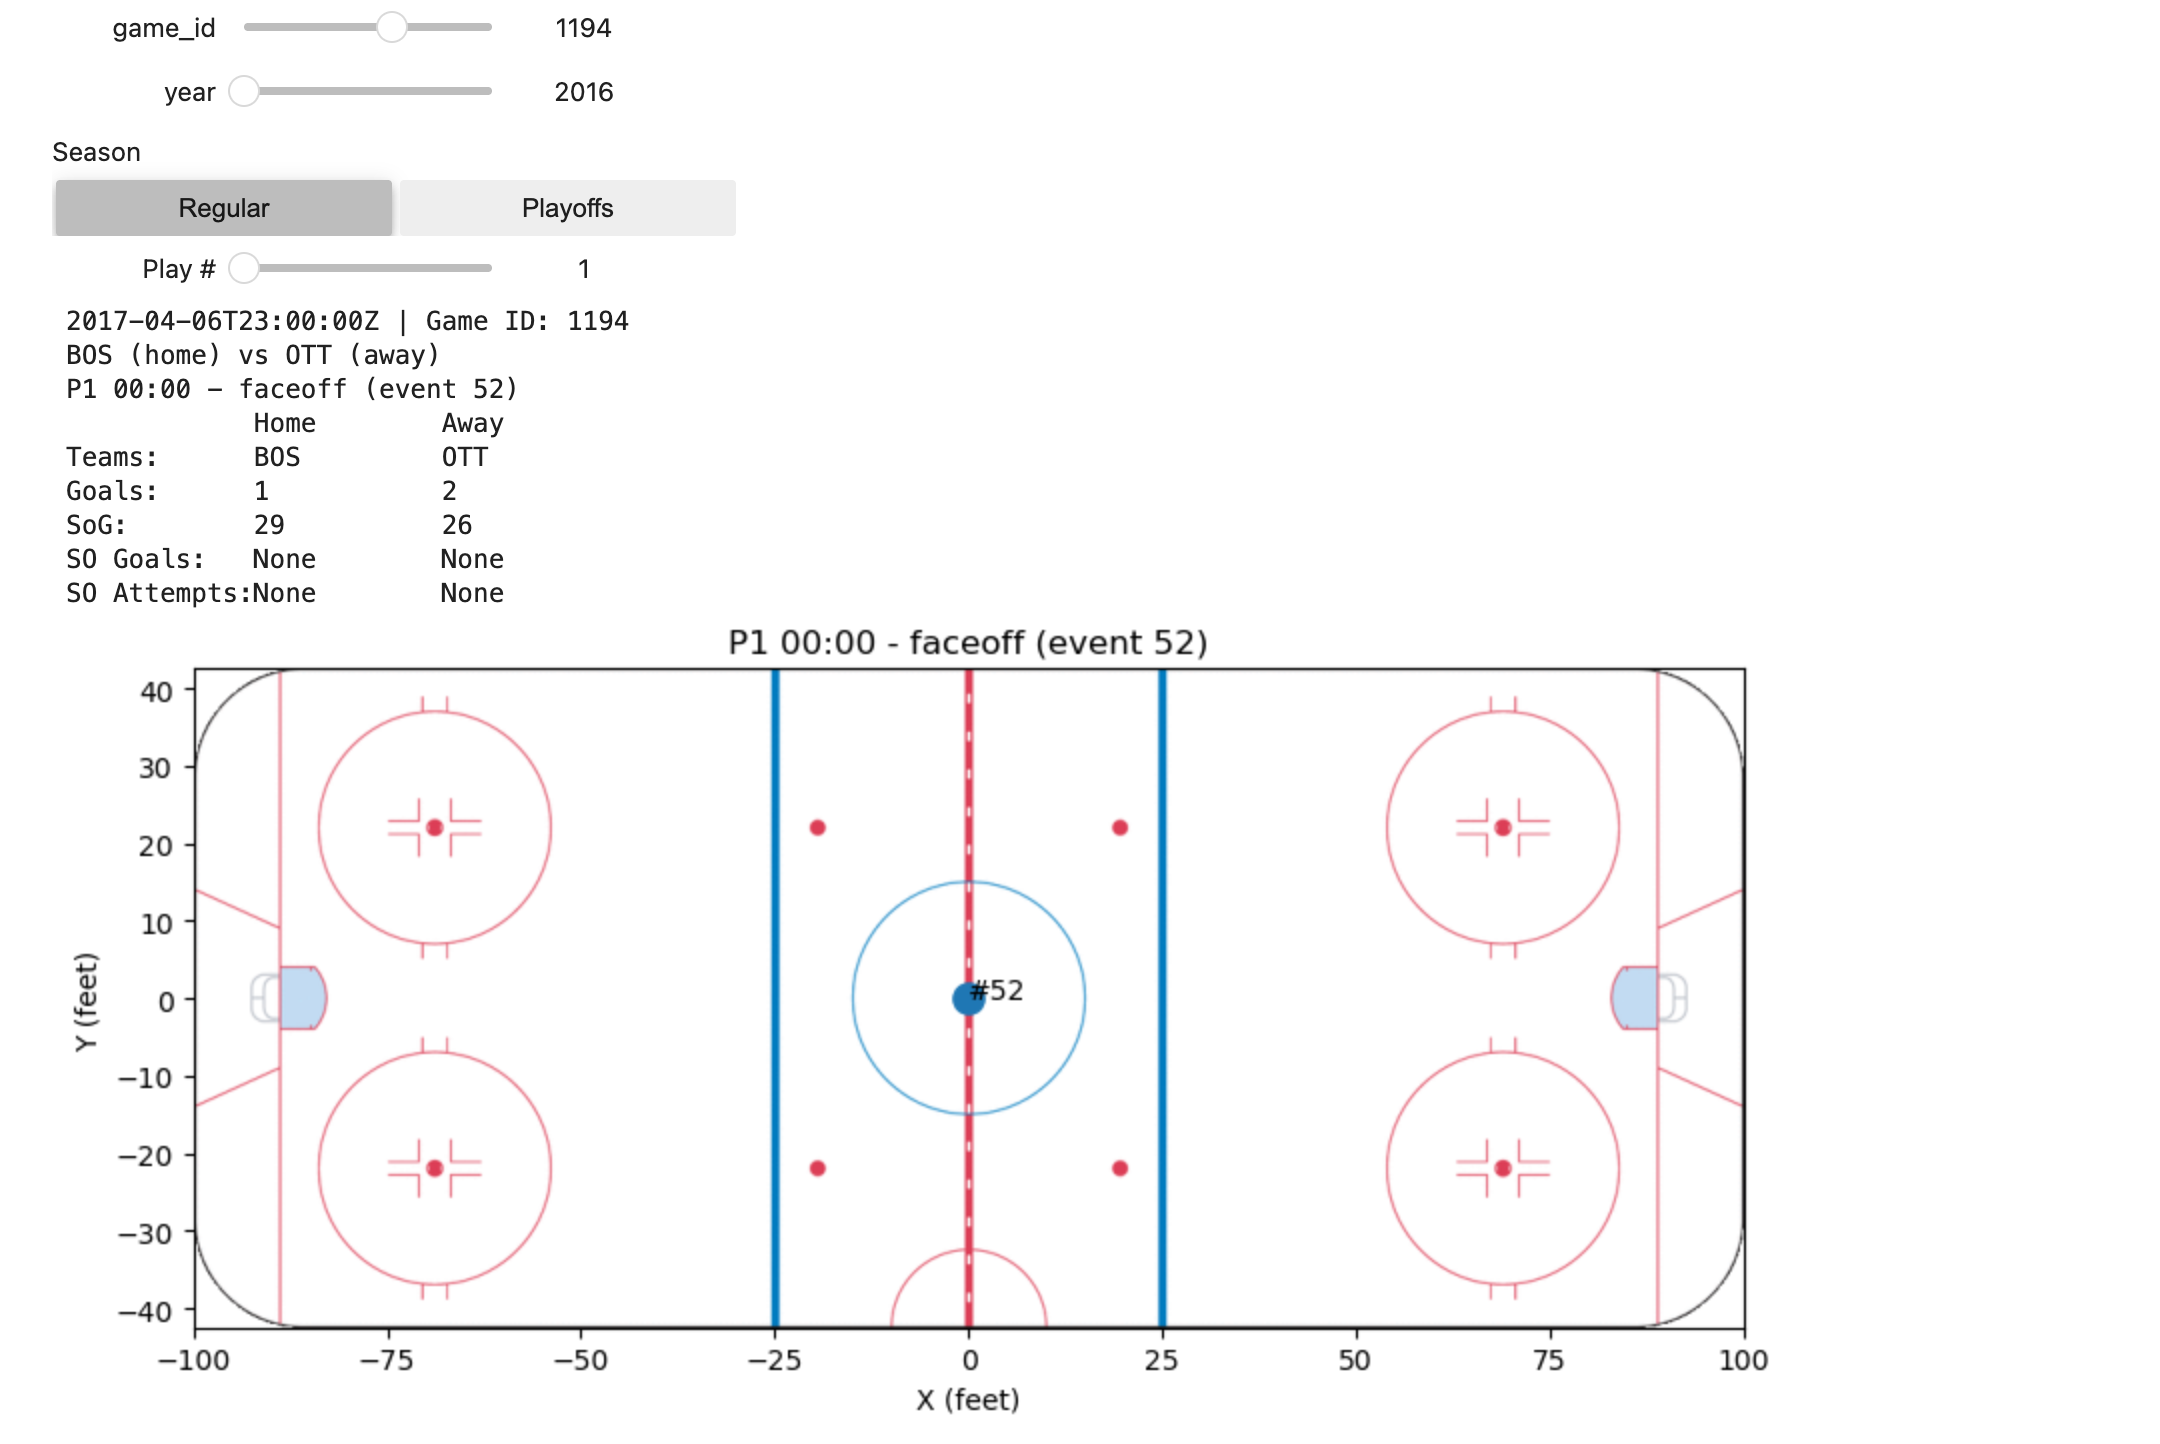 game_id 1194
year 2016
Season
Regular Playoffs
Play # 1
2017-04-06T23:00:00Z | Game ID: 1194
BOS (home) vs OTT (away)
P1 00:00 - faceoff (event 52)
Home Away
Teams: BOS OTT
Goals: 1 2
SoG: 29 26
SO Goals: None None
SO Attempts:None None
P1 00:00 - faceoff (event 52)
40
30
20
10
0
−10
−20
−30
−40
Y (feet)
#52
−100 −75 −50 −25 0 25 50 75 100
X (feet)